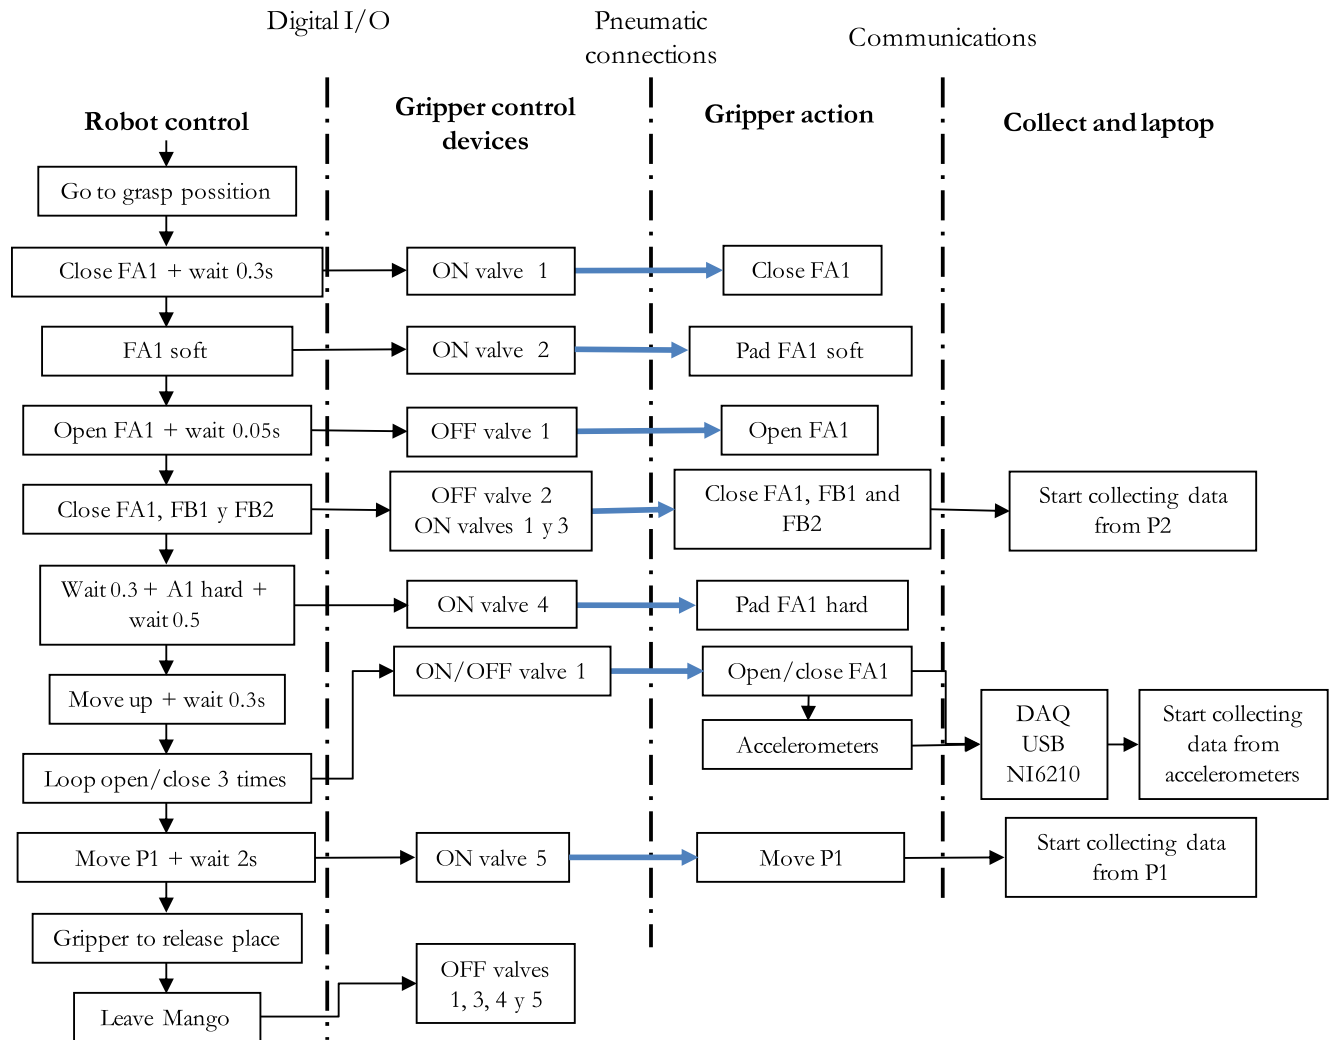 Digital I/O
Pneumatic
connections
Communications
Robot control
Gripper control
devices
Gripper action
Collect and laptop
Go to grasp possition
Close FA1 + wait 0.3s
ON valve 1
Close FA1
FA1 soft
ON valve 2
Pad FA1 soft
Open FA1 + wait 0.05s
OFF valve 1
Open FA1
Close FA1, FB1 y FB2
OFF valve 2
ON valves 1 y 3
Close FA1, FB1 and
FB2
Start collecting data
from P2
Wait 0.3 + A1 hard +
wait 0.5
ON valve 4
Pad FA1 hard
Move up + wait 0.3s
ON/OFF valve 1
Open/close FA1
Accelerometers
DAQ
USB
NI6210
Start collecting
data from
accelerometers
Loop open/close 3 times
Move P1 + wait 2s
ON valve 5
Move P1
Start collecting data
from P1
Gripper to release place
OFF valves
1, 3, 4 y 5
Leave Mango